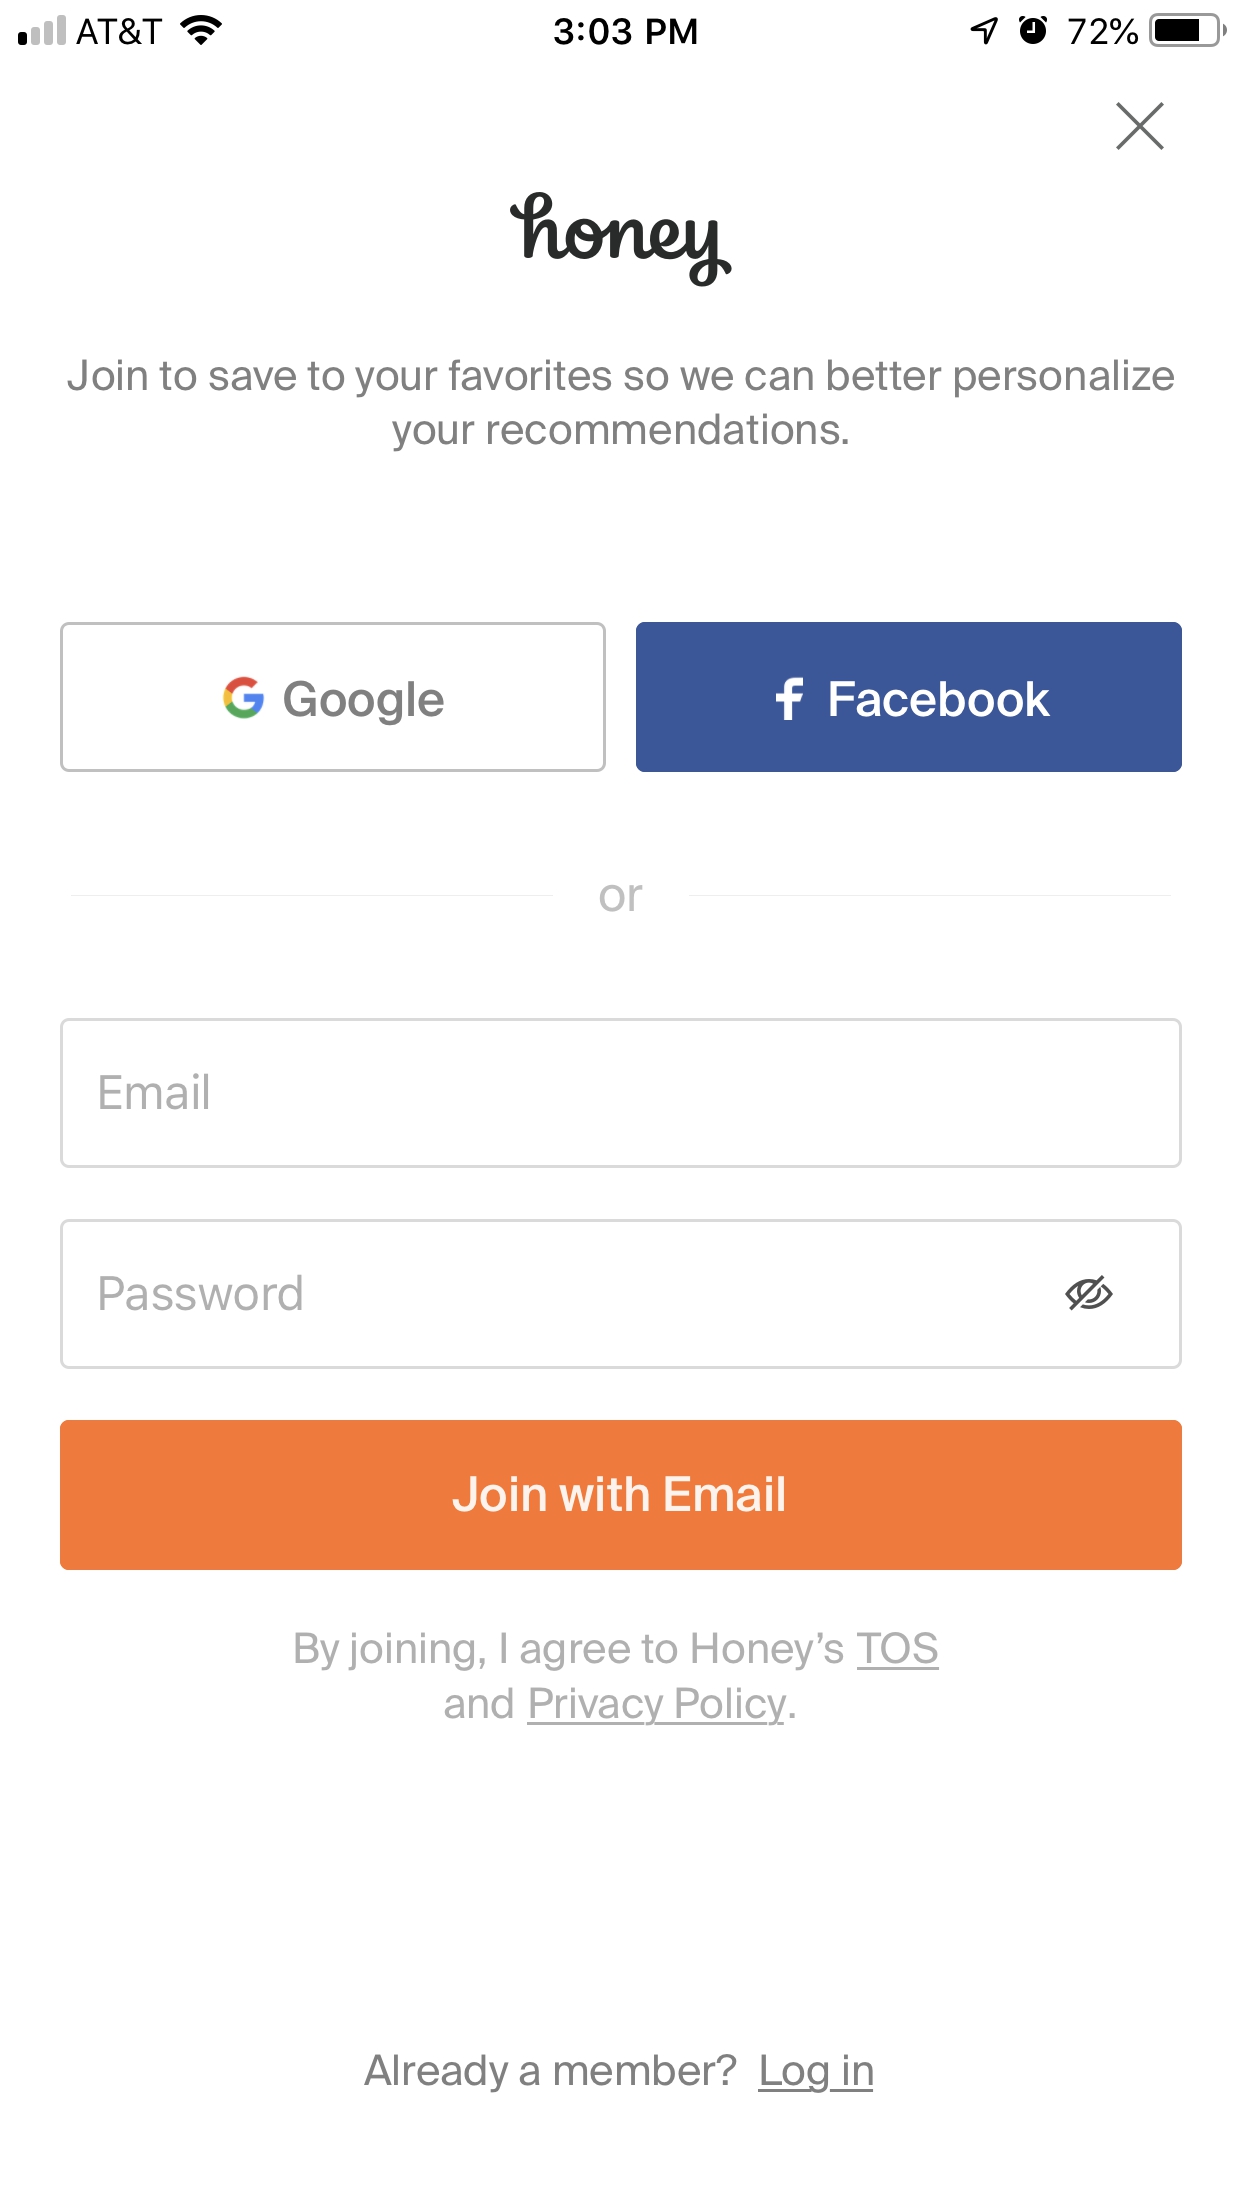 AT&T 3:03 PM 72%
honey
Join to save to your favorites so we can better personalize
your recommendations.
Google Facebook
or
Email
Password
Join with Email
By joining, I agree to Honey’s TOS
and Privacy Policy.
Already a member? Log in